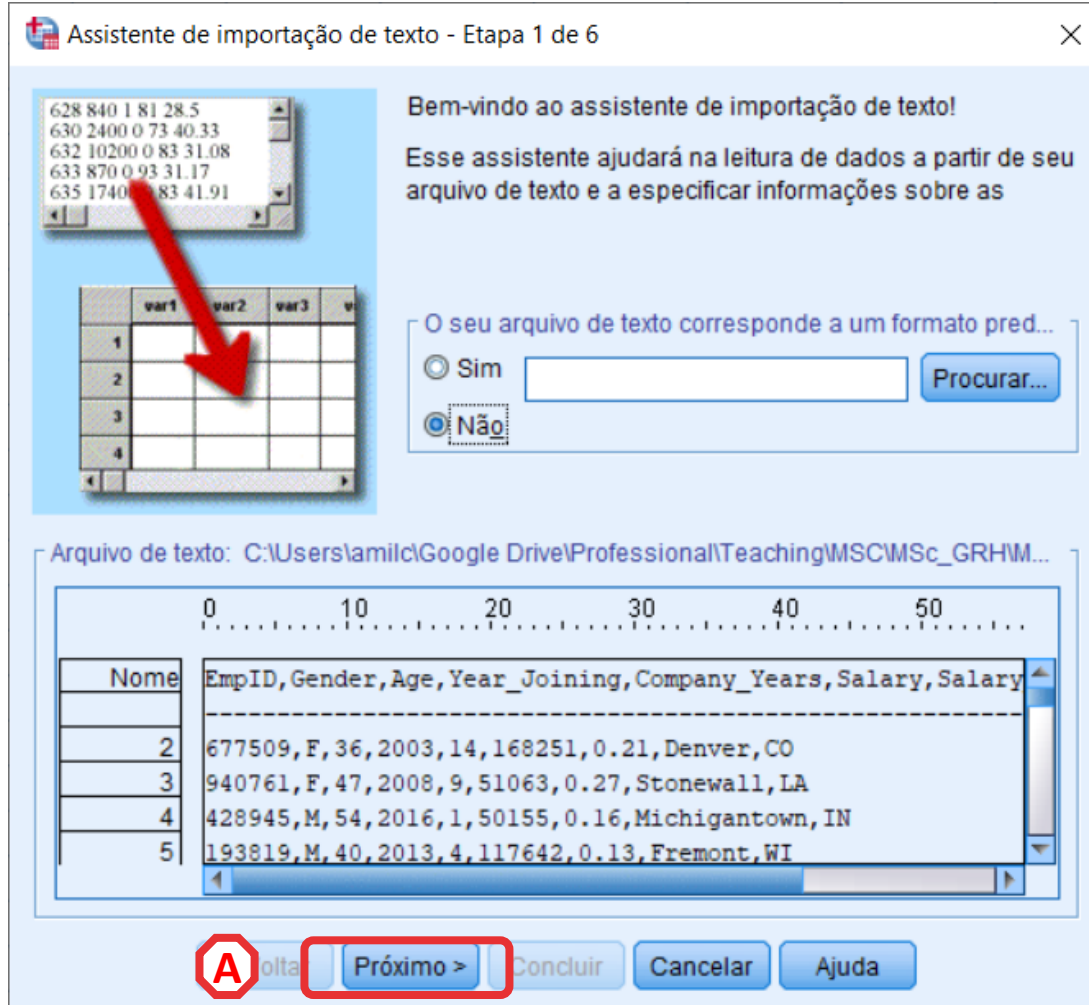 Assistente de importação de texto - Etapa 1 de 6
628 840 1 81 28.5
630 2400 0 73 40.33
632 10200 0 83 31.08
633 870 0 93 31.17
635 1740 83 41.91
var1 var2 var3
1
2
3
4
Bem-vindo ao assistente de importação de texto!
Esse assistente ajudará na leitura de dados a partir de seu
arquivo de texto e a especificar informações sobre as
O seu arquivo de texto corresponde a um formato pred...
Sim
Procurar...
Não
Arquivo de texto: C:\Users\amilc\Google Drive\Professional\Teaching\MSC\MSc_GRH\M...
0 10 20 30 40 50
Nome EmpID,Gender,Age,Year_Joining,Company_Years,Salary,Salary
2 677509,F,36,2003,14,168251,0.21,Denver,CO
3 940761,F,47,2008,9,51063,0.27,Stonewall,LA
4 428945,M,54,2016,1,50155,0.16,Michigantown,IN
5 193819,M,40,2013,4,117642,0.13,Fremont,WI
A Próximo > Concluir Cancelar Ajuda